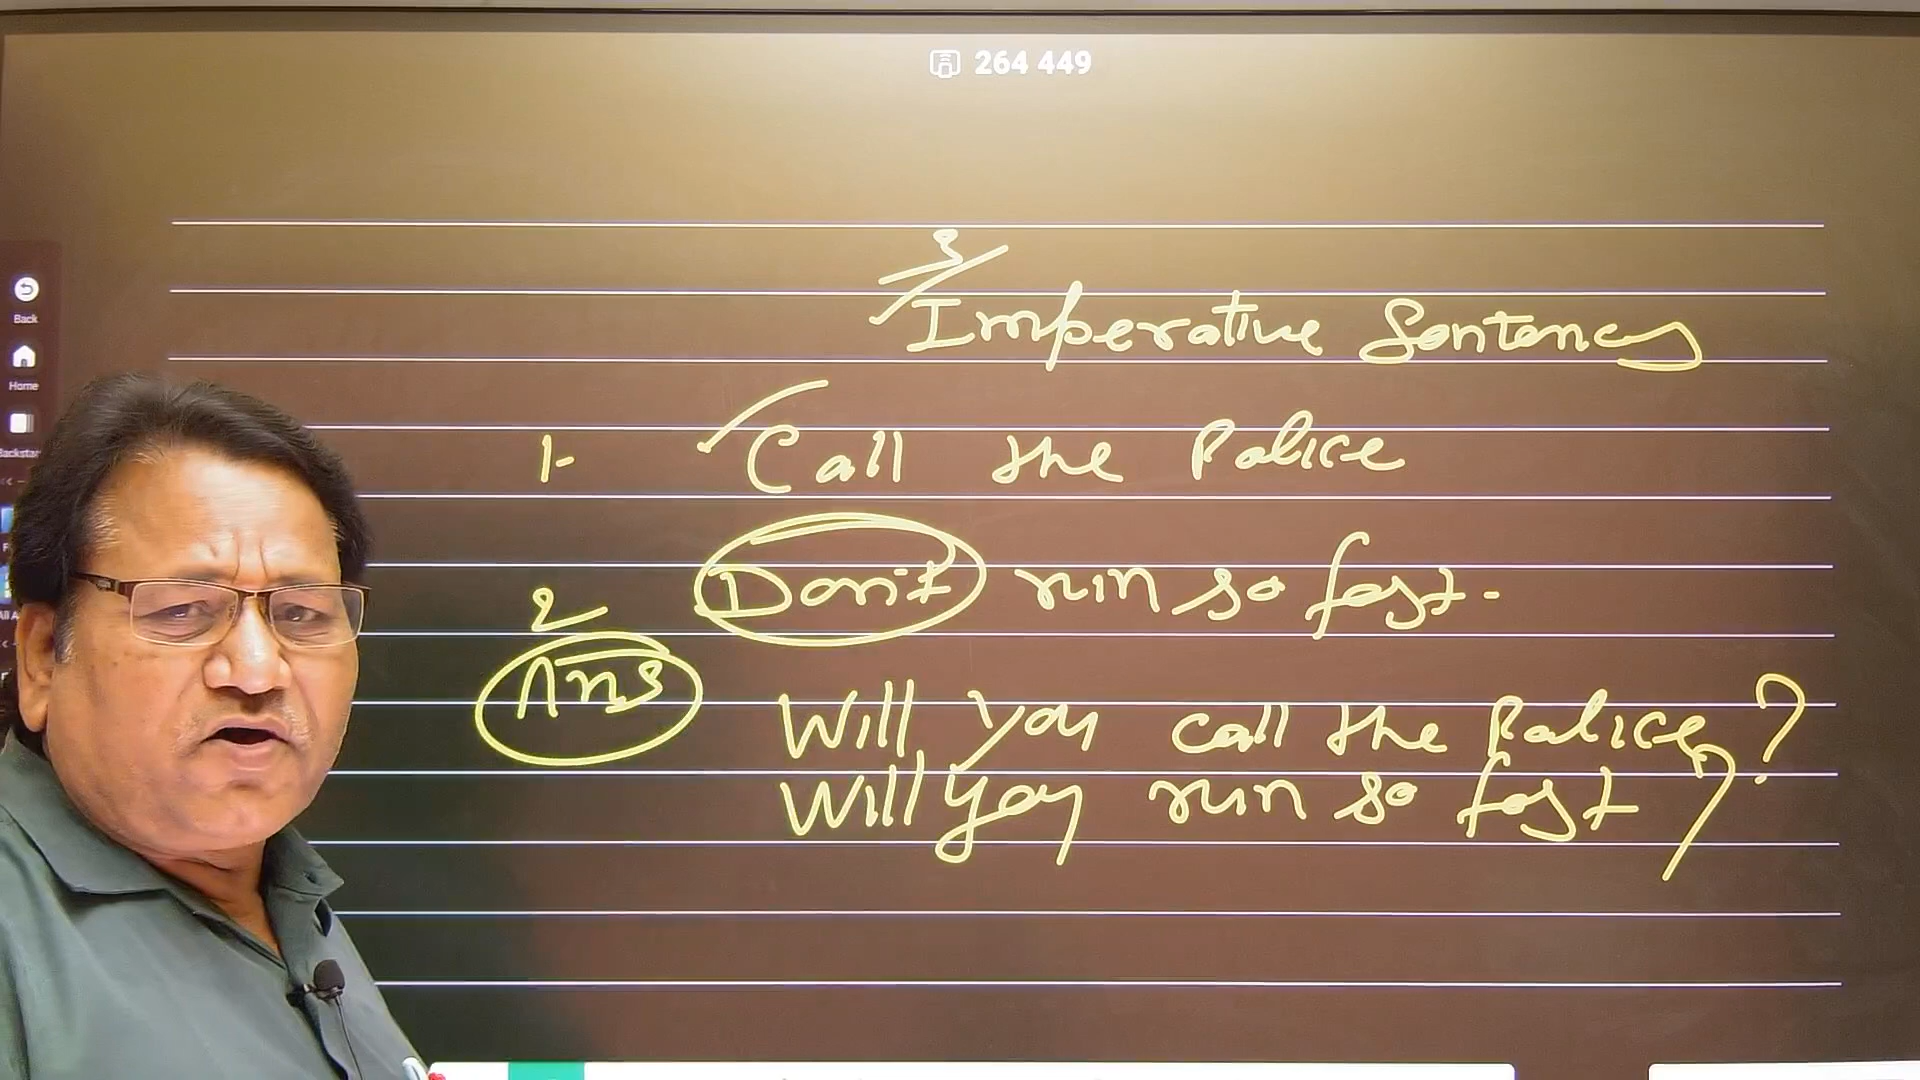 264 449
3
Imperative Sentences
Back
Home
1- Call the Police
2 Don't run so fast.
Ans Will you call the Police?
Will you run so fast?